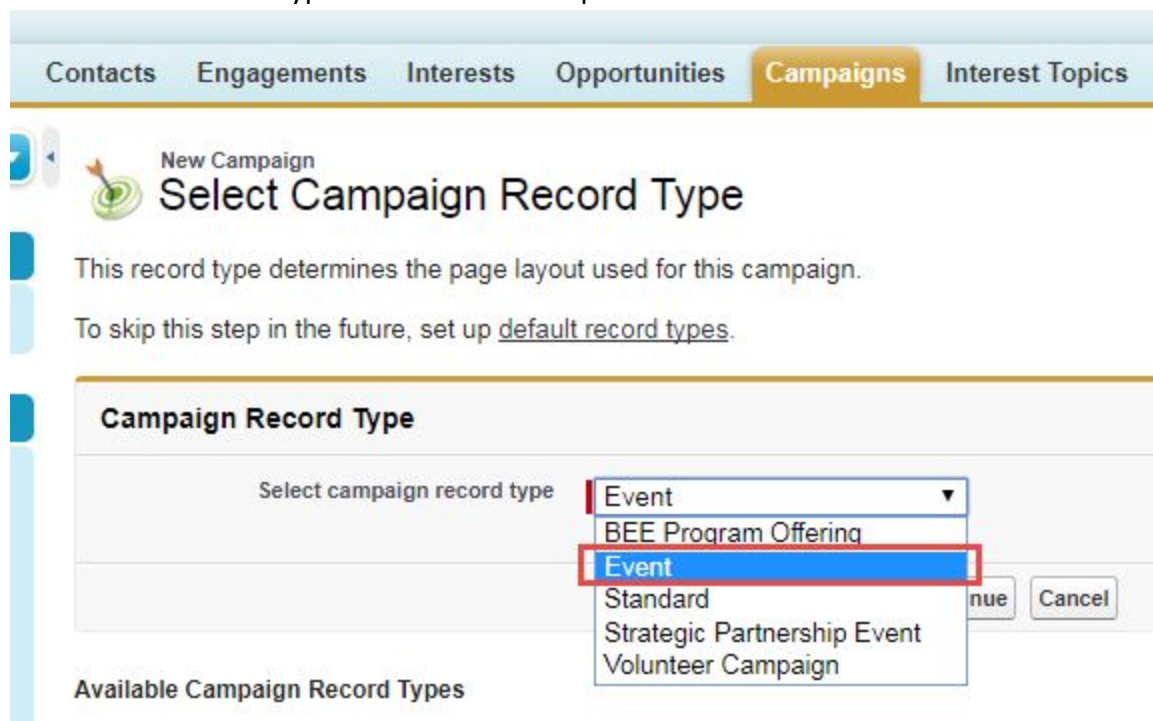 Contacts Engagements Interests Opportunities Campaigns Interest Topics
New Campaign
Select Campaign Record Type
This record type determines the page layout used for this campaign.
To skip this step in the future, set up default record types.
Campaign Record Type
Select campaign record type Event
BEE Program Offering
Event
Standard
nue Cancel
Strategic Partnership Event
Volunteer Campaign
Available Campaign Record Types